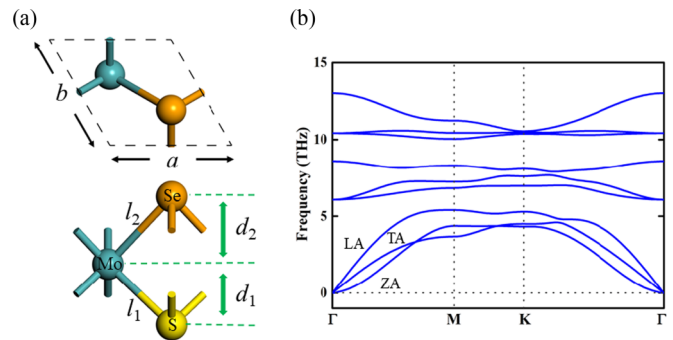 (a)
b
a
Se
l2
d2
Mo
l1
d1
S
(b)
Frequency (THz)
15
10
5
0
LA
TA
ZA
Γ
M
K
Γ